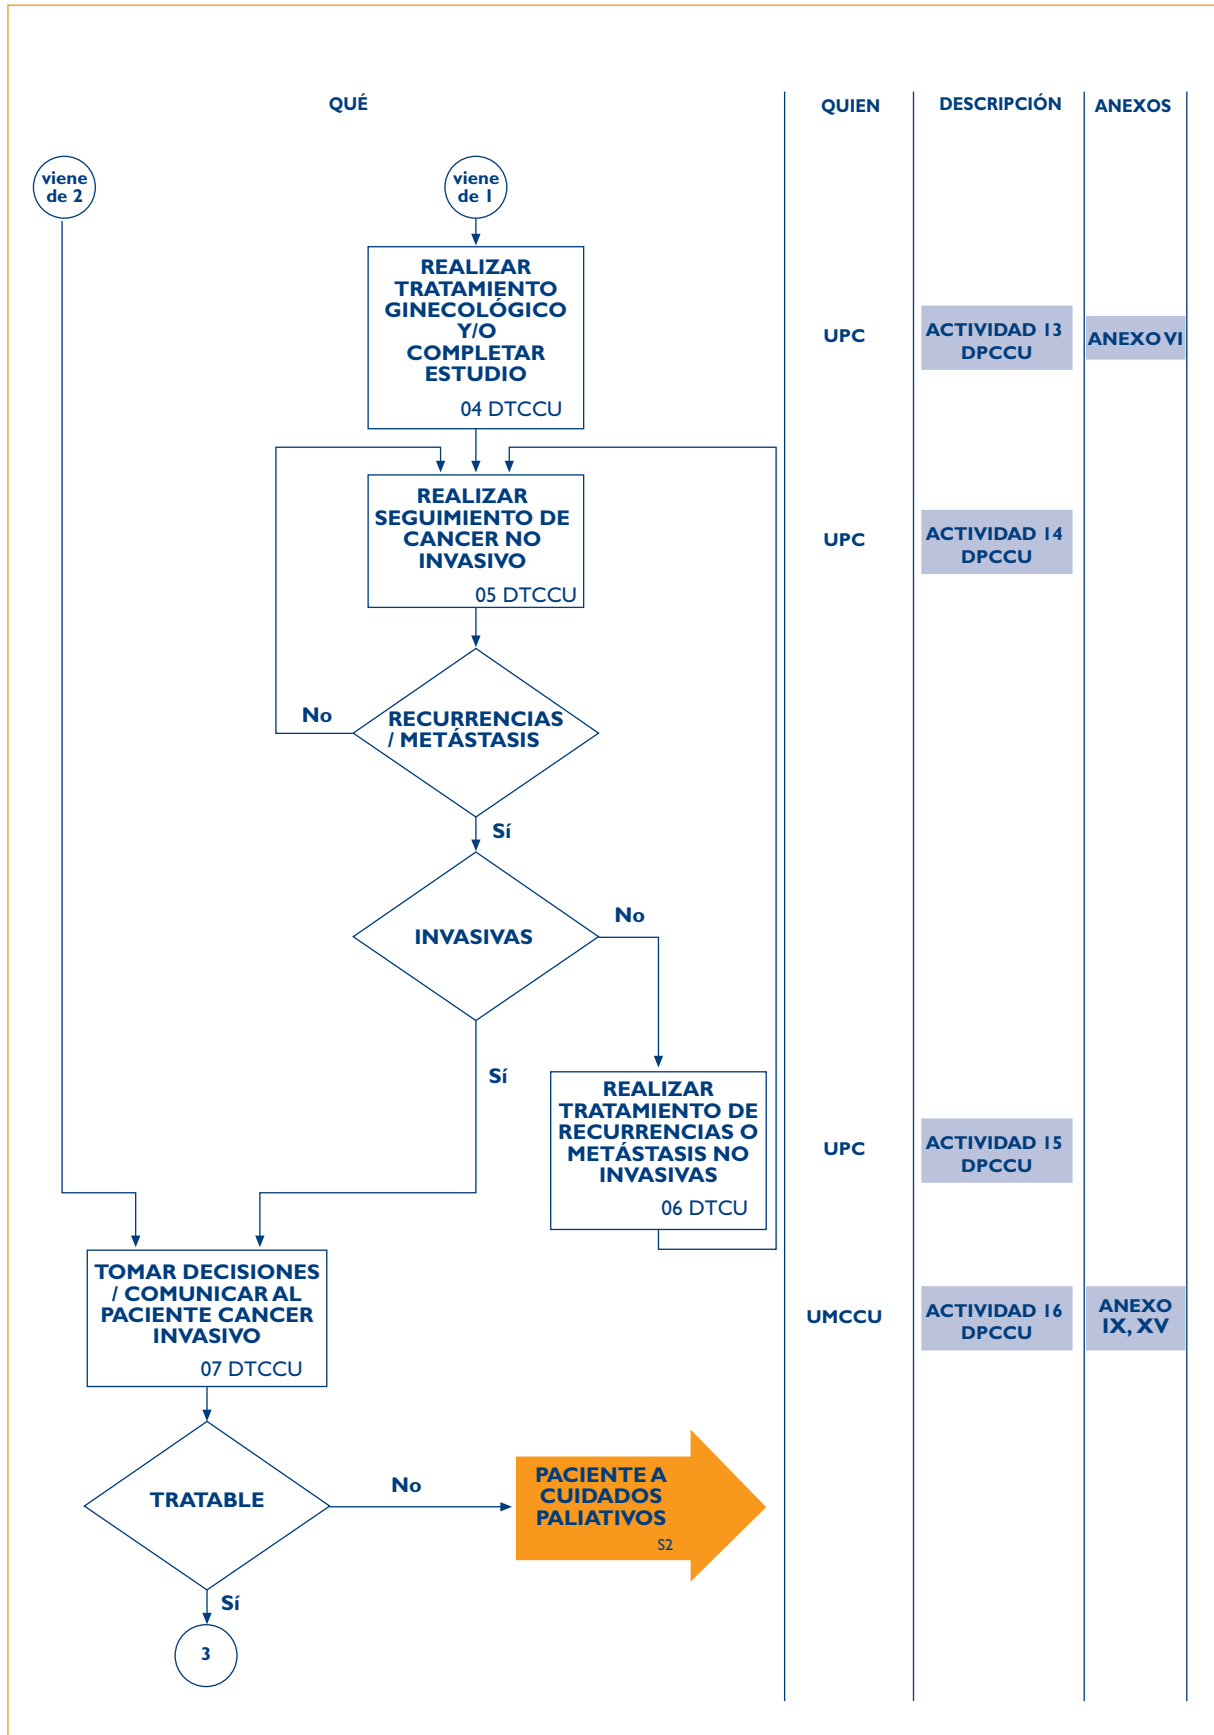 QUÉ
QUIEN
DESCRIPCIÓN
ANEXOS
viene
de 2
viene
de 1
REALIZAR
TRATAMIENTO
GINECOLÓGICO
Y/O
COMPLETAR
ESTUDIO
04 DTCCU
UPC
ACTIVIDAD 13
DPCCU
ANEXO VI
REALIZAR
SEGUIMIENTO DE
CANCER NO
INVASIVO
05 DTCCU
UPC
ACTIVIDAD 14
DPCCU
No
RECURRENCIAS
/ METÁSTASIS
Sí
INVASIVAS
No
Sí
REALIZAR
TRATAMIENTO DE
RECURRENCIAS O
METÁSTASIS NO
INVASIVAS
06 DTCU
UPC
ACTIVIDAD 15
DPCCU
TOMAR DECISIONES
/ COMUNICAR AL
PACIENTE CANCER
INVASIVO
07 DTCCU
UMCCU
ACTIVIDAD 16
DPCCU
ANEXO
IX, XV
TRATABLE
No
PACIENTE A
CUIDADOS
PALIATIVOS
S2
Sí
3